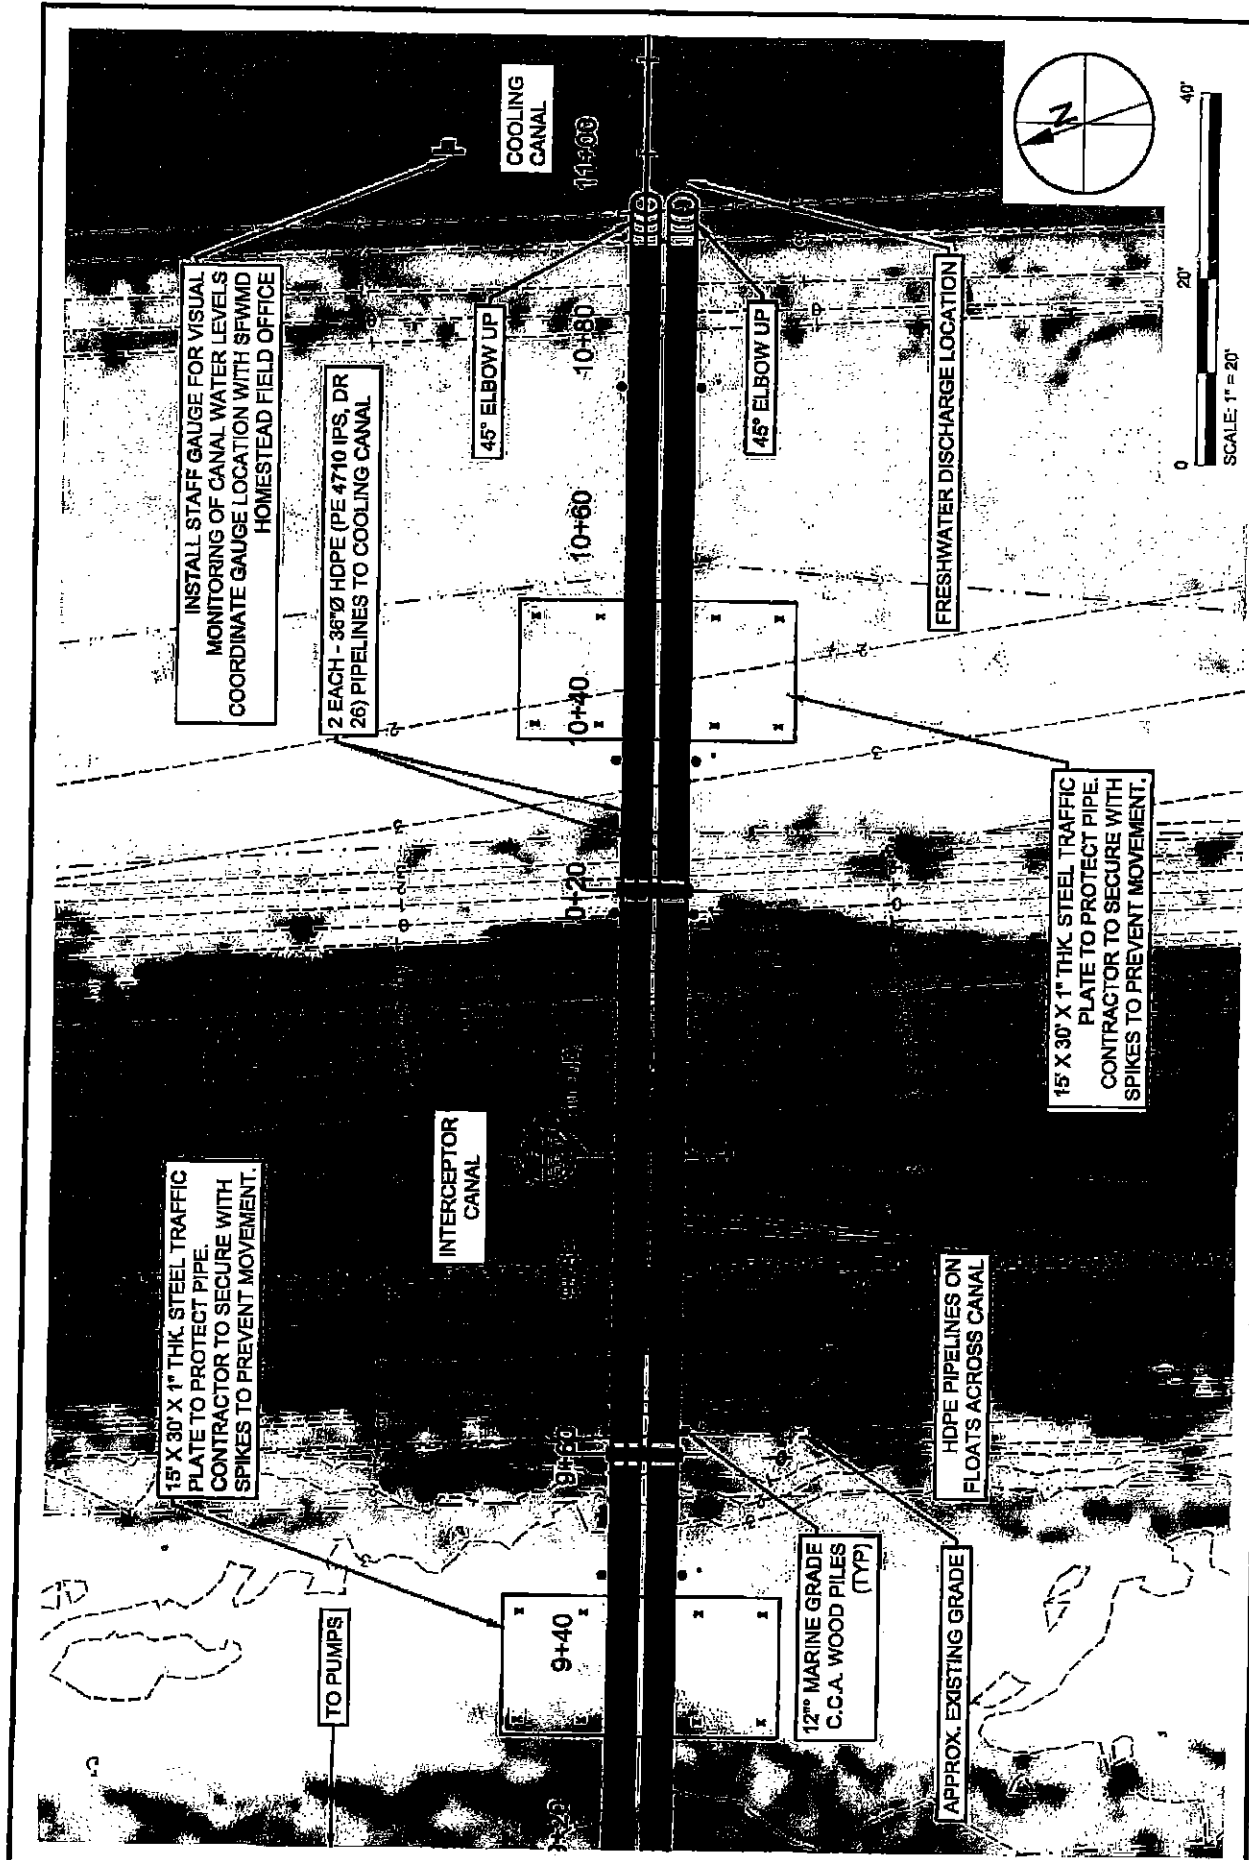 INSTALL STAFF GAUGE FOR VISUAL
MONITORING OF CANAL WATER LEVELS
COORDINATE GAUGE LOCATION WITH SFWMD
HOMESTEAD FIELD OFFICE
COOLING
CANAL
11+00
N
2 EACH - 36"Ø HDPE (PE 4710 IPS, DR
26) PIPELINES TO COOLING CANAL
45° ELBOW UP
10+80
45° ELBOW UP
FRESHWATER DISCHARGE LOCATION
0
20'
40'
SCALE: 1" = 20'
10+60
10+40
10+20
15' X 30' X 1" THK. STEEL TRAFFIC
PLATE TO PROTECT PIPE.
CONTRACTOR TO SECURE WITH
SPIKES TO PREVENT MOVEMENT.
INTERCEPTOR
CANAL
15' X 30' X 1" THK. STEEL TRAFFIC
PLATE TO PROTECT PIPE.
CONTRACTOR TO SECURE WITH
SPIKES TO PREVENT MOVEMENT.
HDPE PIPELINES ON
FLOATS ACROSS CANAL
9+60
9+40
TO PUMPS
12"Ø MARINE GRADE
C.C.A. WOOD PILES
(TYP)
APPROX. EXISTING GRADE